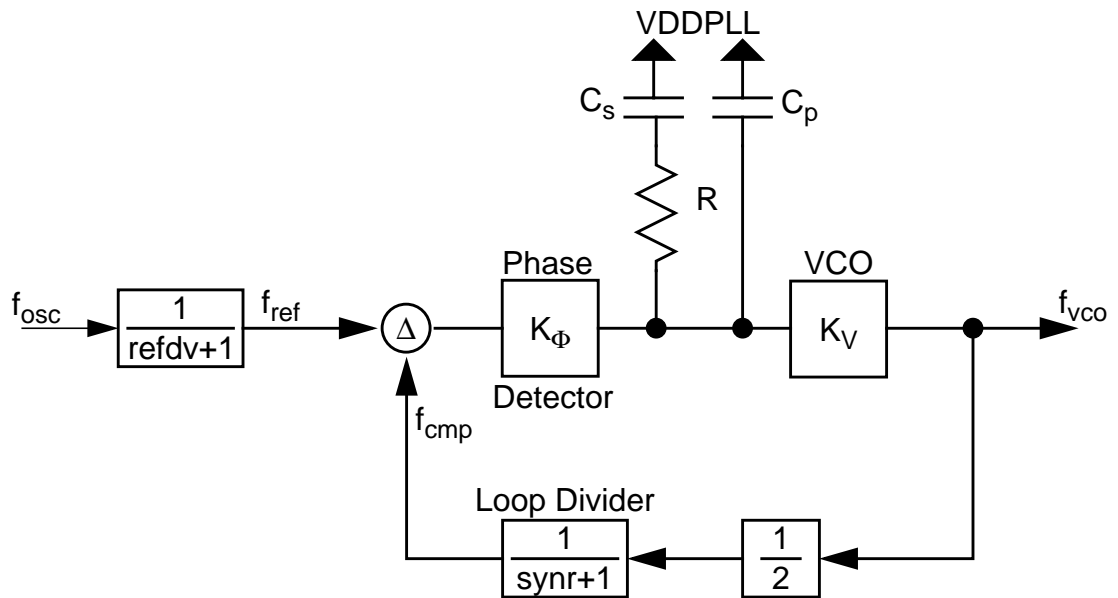 VDDPLL
Cs
Cp
R
Phase
VCO
fosc
1
refdv+1
fref
Δ
KΦ
KV
fvco
Detector
fcmp
Loop Divider
1
synr+1
1
2